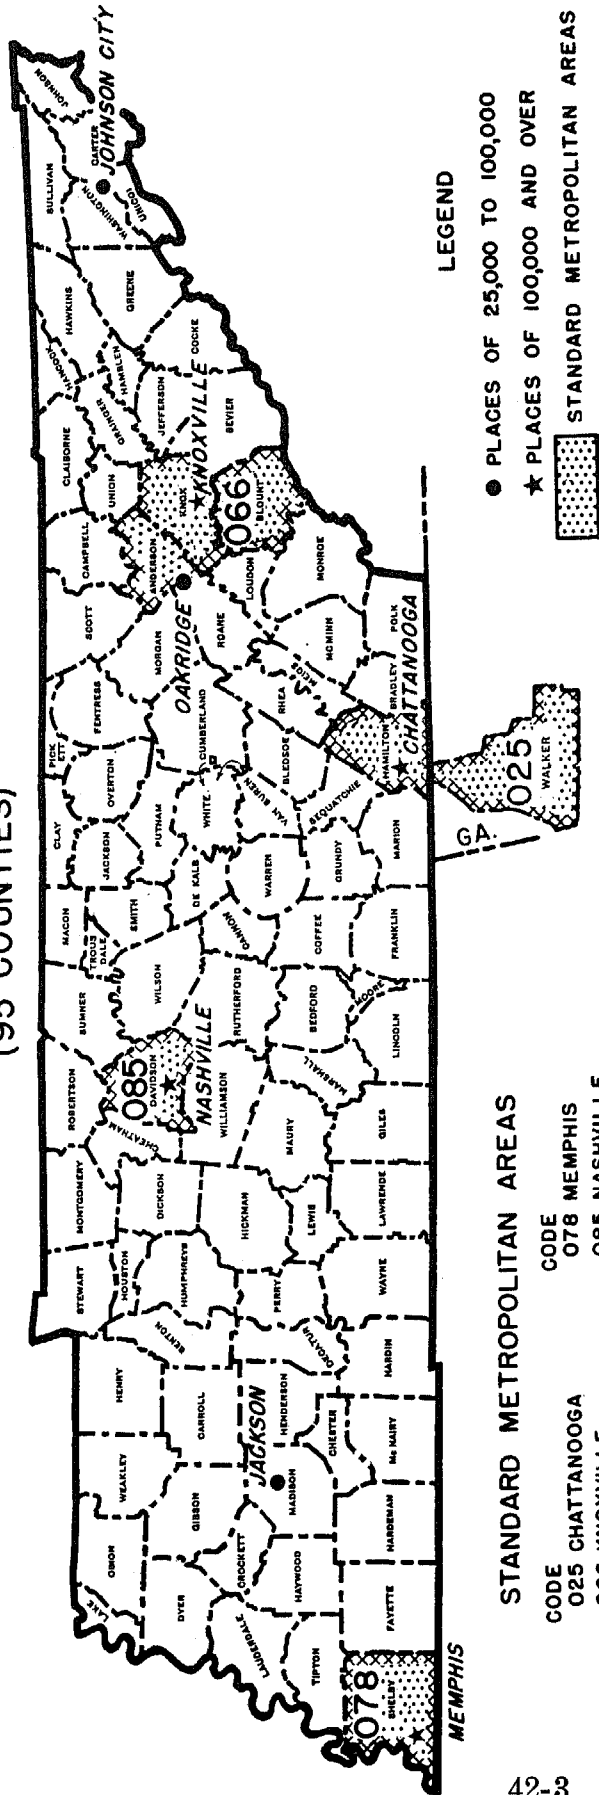 (95 COUNTIES)
LAKE
OBION
WEAKLEY
HENRY
STEWART
MONTGOMERY
ROBERTSON
SUMNER
MACON
CLAY
PICK
ETT
FENTRESS
SCOTT
CAMPBELL
CLAIBORNE
HANCOCK
HAWKINS
SULLIVAN
JOHNSON
CARTER
JOHNSON CITY
WASHINGTON
UNICOI
GREENE
HAMBLEN
GRAINGER
UNION
COCKE
JEFFERSON
SEVIER
KNOXVILLE
KNOX
066
BLOUNT
ANDERSON
OAKRIDGE
LOUDON
ROANE
MORGAN
MONROE
MC MINN
MEIGS
RHEA
CUMBERLAND
OVERTON
JACKSON
PUTNAM
WHITE
VAN BUREN
BLEDSOE
SEQUATCHIE
HAMILTON
CHATTANOOGA
BRADLEY
POLK
MARION
GRUNDY
WARREN
DE KALB
SMITH
TROUS
DALE
WILSON
CANNON
COFFEE
FRANKLIN
MOORE
BEDFORD
RUTHERFORD
085
DAVIDSON
NASHVILLE
WILLIAMSON
CHEATHAM
DICKSON
HOUSTON
HUMPHREYS
HICKMAN
MAURY
MARSHALL
LINCOLN
GILES
LAWRENCE
LEWIS
PERRY
WAYNE
BENTON
DECATUR
HARDIN
CARROLL
HENDERSON
CHESTER
Mc NAIRY
JACKSON
MADISON
GIBSON
CROCKETT
DYER
LAUDERDALE
HAYWOOD
HARDEMAN
TIPTON
FAYETTE
078
SHELBY
MEMPHIS
GA.
025
WALKER
LEGEND
PLACES OF 25,000 TO 100,000
PLACES OF 100,000 AND OVER
STANDARD METROPOLITAN AREAS
STANDARD METROPOLITAN AREAS
CODE
025 CHATTANOOGA
066 KNOXVILLE
CODE
078 MEMPHIS
085 NASHVILLE
42-3